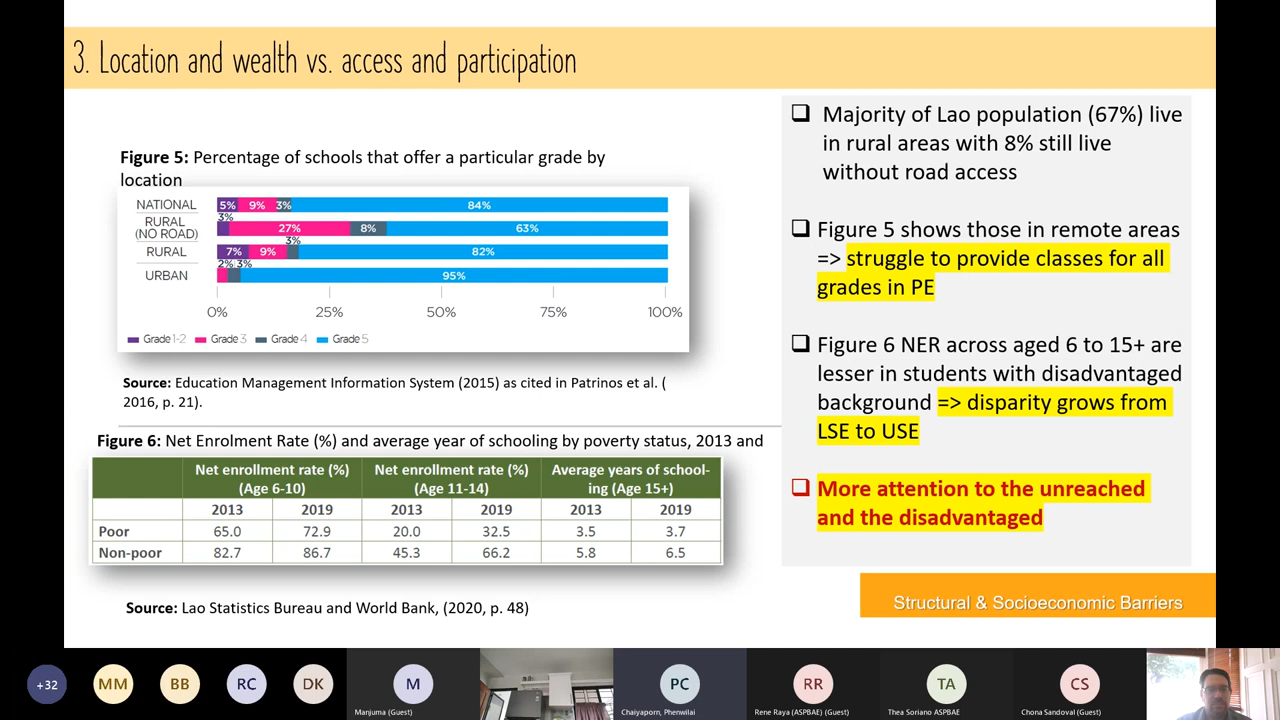 3. Location and wealth vs. access and participation
Figure 5: Percentage of schools that offer a particular grade by
location
NATIONAL 5% 9% 3% 84%
RURAL (NO ROAD) 3% 27% 8% 63%
RURAL 7% 9% 3% 82%
URBAN 2% 3% 95%
0% 25% 50% 75% 100%
Grade 1-2 Grade 3 Grade 4 Grade 5
Source: Education Management Information System (2015) as cited in Patrinos et al. (
2016, p. 21).
Figure 6: Net Enrolment Rate (%) and average year of schooling by poverty status, 2013 and
Net enrollment rate (%) Net enrollment rate (%) Average years of school-
(Age 6-10) (Age 11-14) ing (Age 15+)
2013 2019 2013 2019 2013 2019
Poor 65.0 72.9 20.0 32.5 3.5 3.7
Non-poor 82.7 86.7 45.3 66.2 5.8 6.5
Source: Lao Statistics Bureau and World Bank, (2020, p. 48)
Majority of Lao population (67%) live
in rural areas with 8% still live
without road access
Figure 5 shows those in remote areas
=> struggle to provide classes for all
grades in PE
Figure 6 NER across aged 6 to 15+ are
lesser in students with disadvantaged
background => disparity grows from
LSE to USE
More attention to the unreached
and the disadvantaged
Structural & Socioeconomic Barriers
+32 MM BB RC DK M PC RR TA CS
Manjuma (Guest) Chaiyaporn, Phenwilai Rene Raya (ASPBAE) (Guest) Thea Soriano ASPBAE Chona Sandoval (Guest)